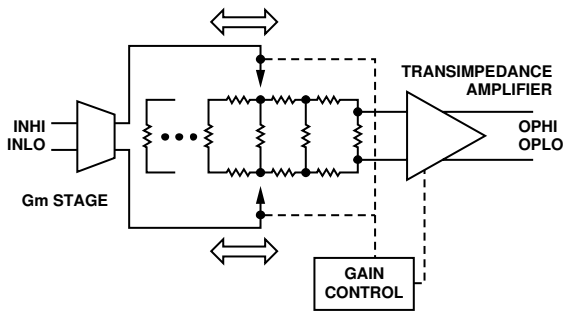 TRANSIMPEDANCE
AMPLIFIER
INHI
INLO
OPHI
OPLO
Gm STAGE
GAIN
CONTROL